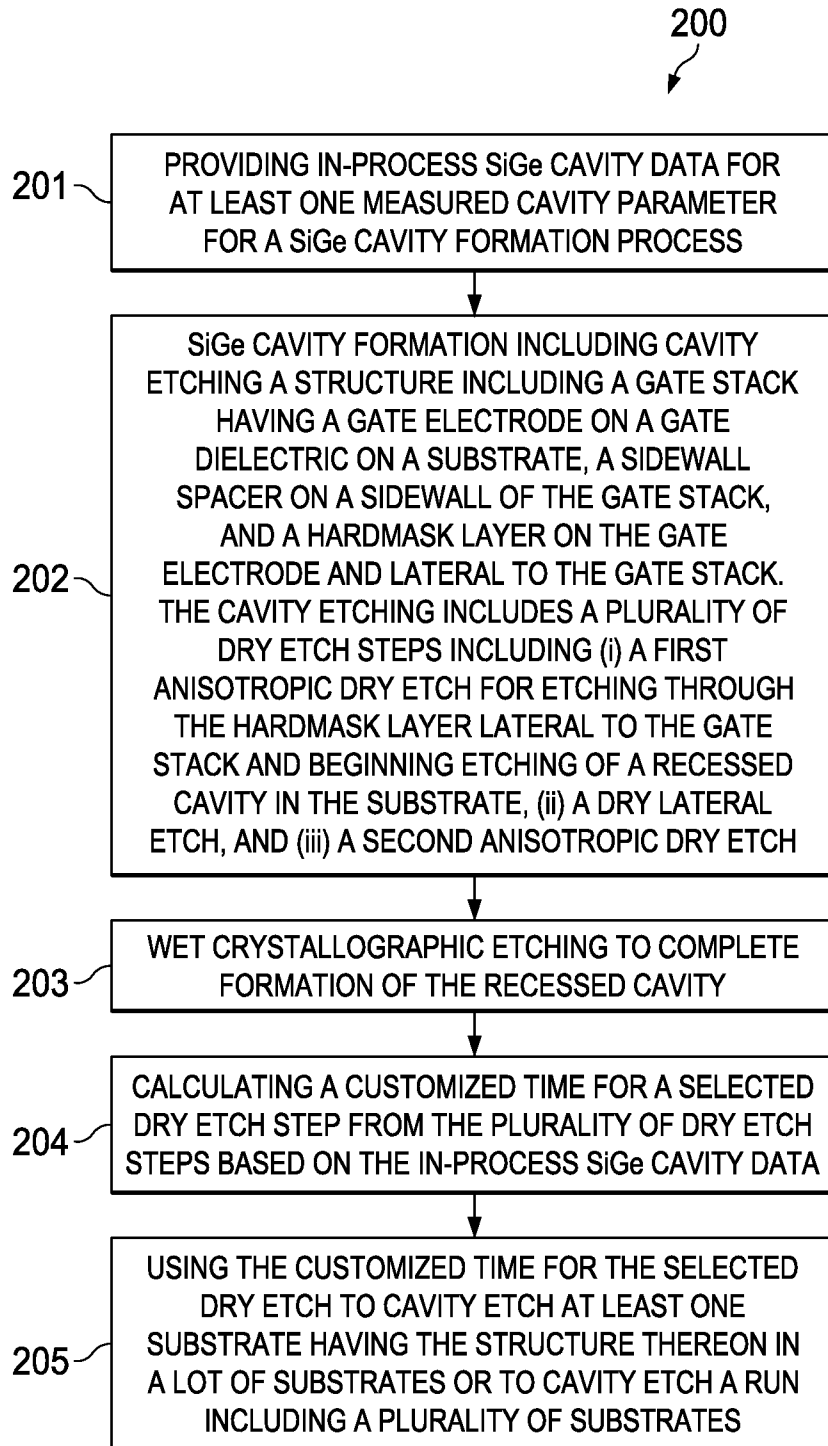 200
201
PROVIDING IN-PROCESS SiGe CAVITY DATA FOR
AT LEAST ONE MEASURED CAVITY PARAMETER
FOR A SiGe CAVITY FORMATION PROCESS
202
SiGe CAVITY FORMATION INCLUDING CAVITY
ETCHING A STRUCTURE INCLUDING A GATE STACK
HAVING A GATE ELECTRODE ON A GATE
DIELECTRIC ON A SUBSTRATE, A SIDEWALL
SPACER ON A SIDEWALL OF THE GATE STACK,
AND A HARDMASK LAYER ON THE GATE
ELECTRODE AND LATERAL TO THE GATE STACK.
THE CAVITY ETCHING INCLUDES A PLURALITY OF
DRY ETCH STEPS INCLUDING (i) A FIRST
ANISOTROPIC DRY ETCH FOR ETCHING THROUGH
THE HARDMASK LAYER LATERAL TO THE GATE
STACK AND BEGINNING ETCHING OF A RECESSED
CAVITY IN THE SUBSTRATE, (ii) A DRY LATERAL
ETCH, AND (iii) A SECOND ANISOTROPIC DRY ETCH
203
WET CRYSTALLOGRAPHIC ETCHING TO COMPLETE
FORMATION OF THE RECESSED CAVITY
204
CALCULATING A CUSTOMIZED TIME FOR A SELECTED
DRY ETCH STEP FROM THE PLURALITY OF DRY ETCH
STEPS BASED ON THE IN-PROCESS SiGe CAVITY DATA
205
USING THE CUSTOMIZED TIME FOR THE SELECTED
DRY ETCH TO CAVITY ETCH AT LEAST ONE
SUBSTRATE HAVING THE STRUCTURE THEREON IN
A LOT OF SUBSTRATES OR TO CAVITY ETCH A RUN
INCLUDING A PLURALITY OF SUBSTRATES